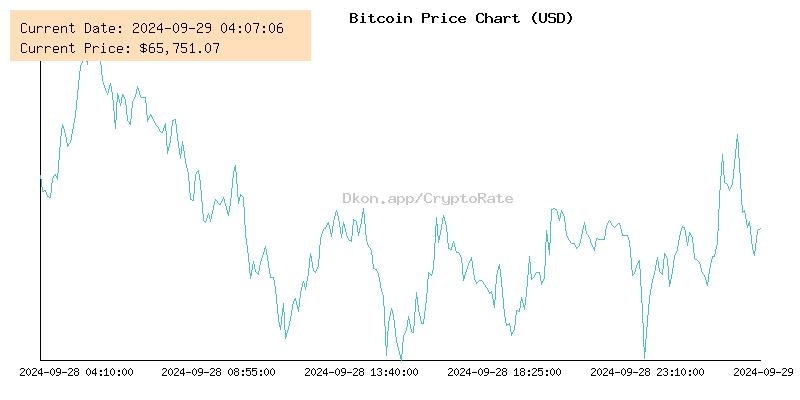 Bitcoin Price Chart (USD)
Current Date: 2024-09-29 04:07:06
Current Price: $65,751.07
Dkon.app/CryptoRate
2024-09-28 04:10:00 2024-09-28 08:55:00 2024-09-28 13:40:00 2024-09-28 18:25:00 2024-09-28 23:10:00 2024-09-29